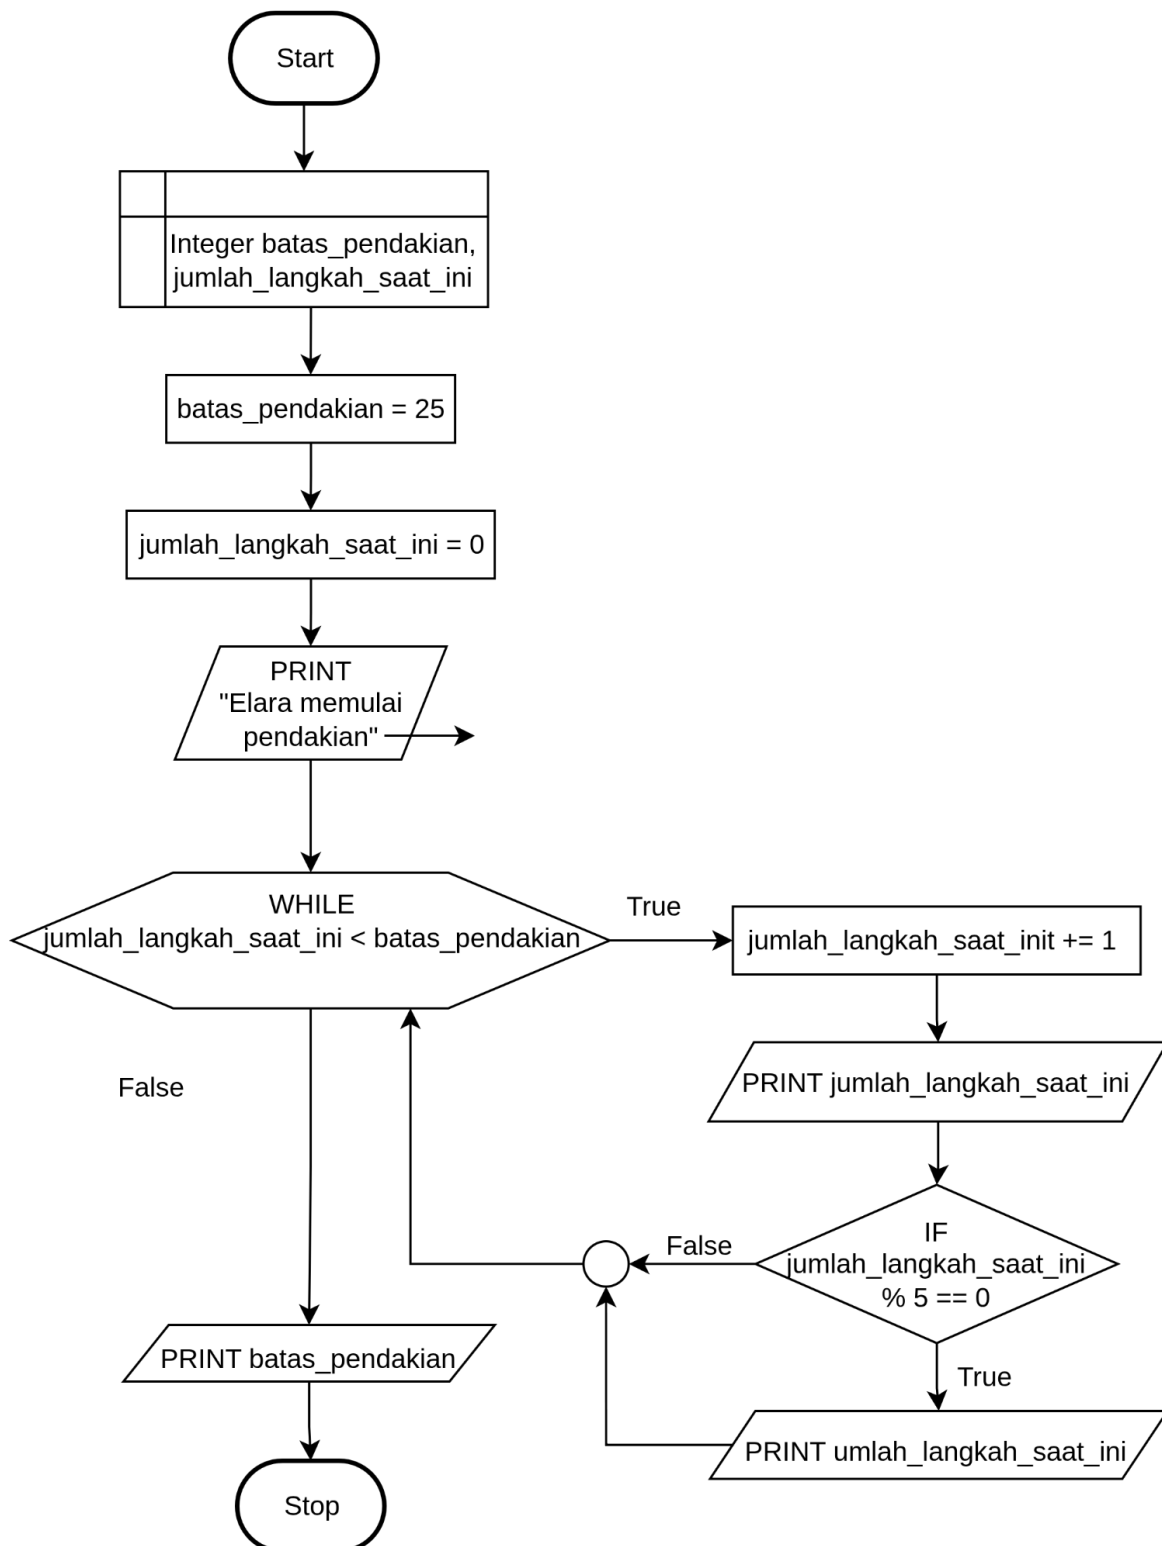 Start
Integer batas_pendakian,
jumlah_langkah_saat_ini
batas_pendakian = 25
jumlah_langkah_saat_ini = 0
PRINT
"Elara memulai
pendakian"
WHILE
jumlah_langkah_saat_ini < batas_pendakian
True
jumlah_langkah_saat_init += 1
PRINT jumlah_langkah_saat_ini
IF
jumlah_langkah_saat_ini
% 5 == 0
False
True
PRINT umlah_langkah_saat_ini
False
PRINT batas_pendakian
Stop